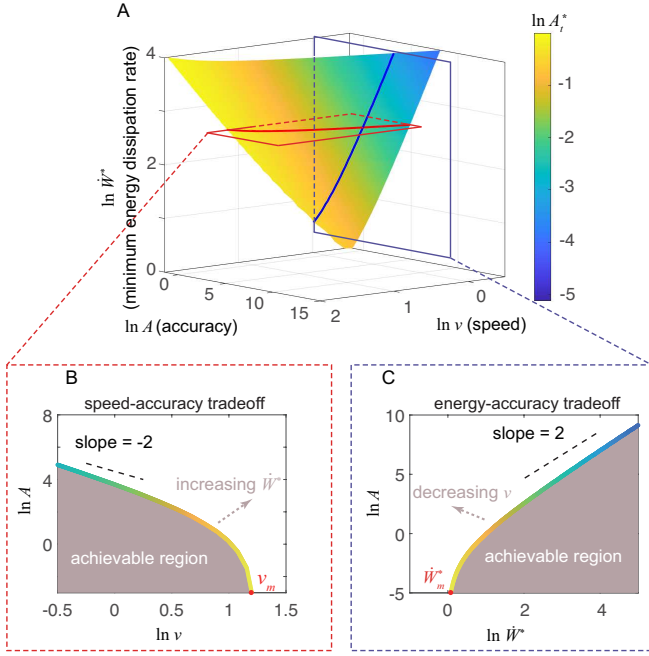 A
ln A_t^*
4
2
0
ln Ẇ*
(minimum energy dissipation rate)
0
5
10
15
2
1
0
ln A (accuracy)
ln v (speed)
-1
-2
-3
-4
-5
B
speed-accuracy tradeoff
8
4
0
ln A
slope = -2
increasing Ẇ*
achievable region
v_m
-0.5
0
0.5
1
1.5
ln v
C
energy-accuracy tradeoff
10
5
0
-5
ln A
slope = 2
decreasing v
achievable region
Ẇ_m^*
0
2
4
ln Ẇ*